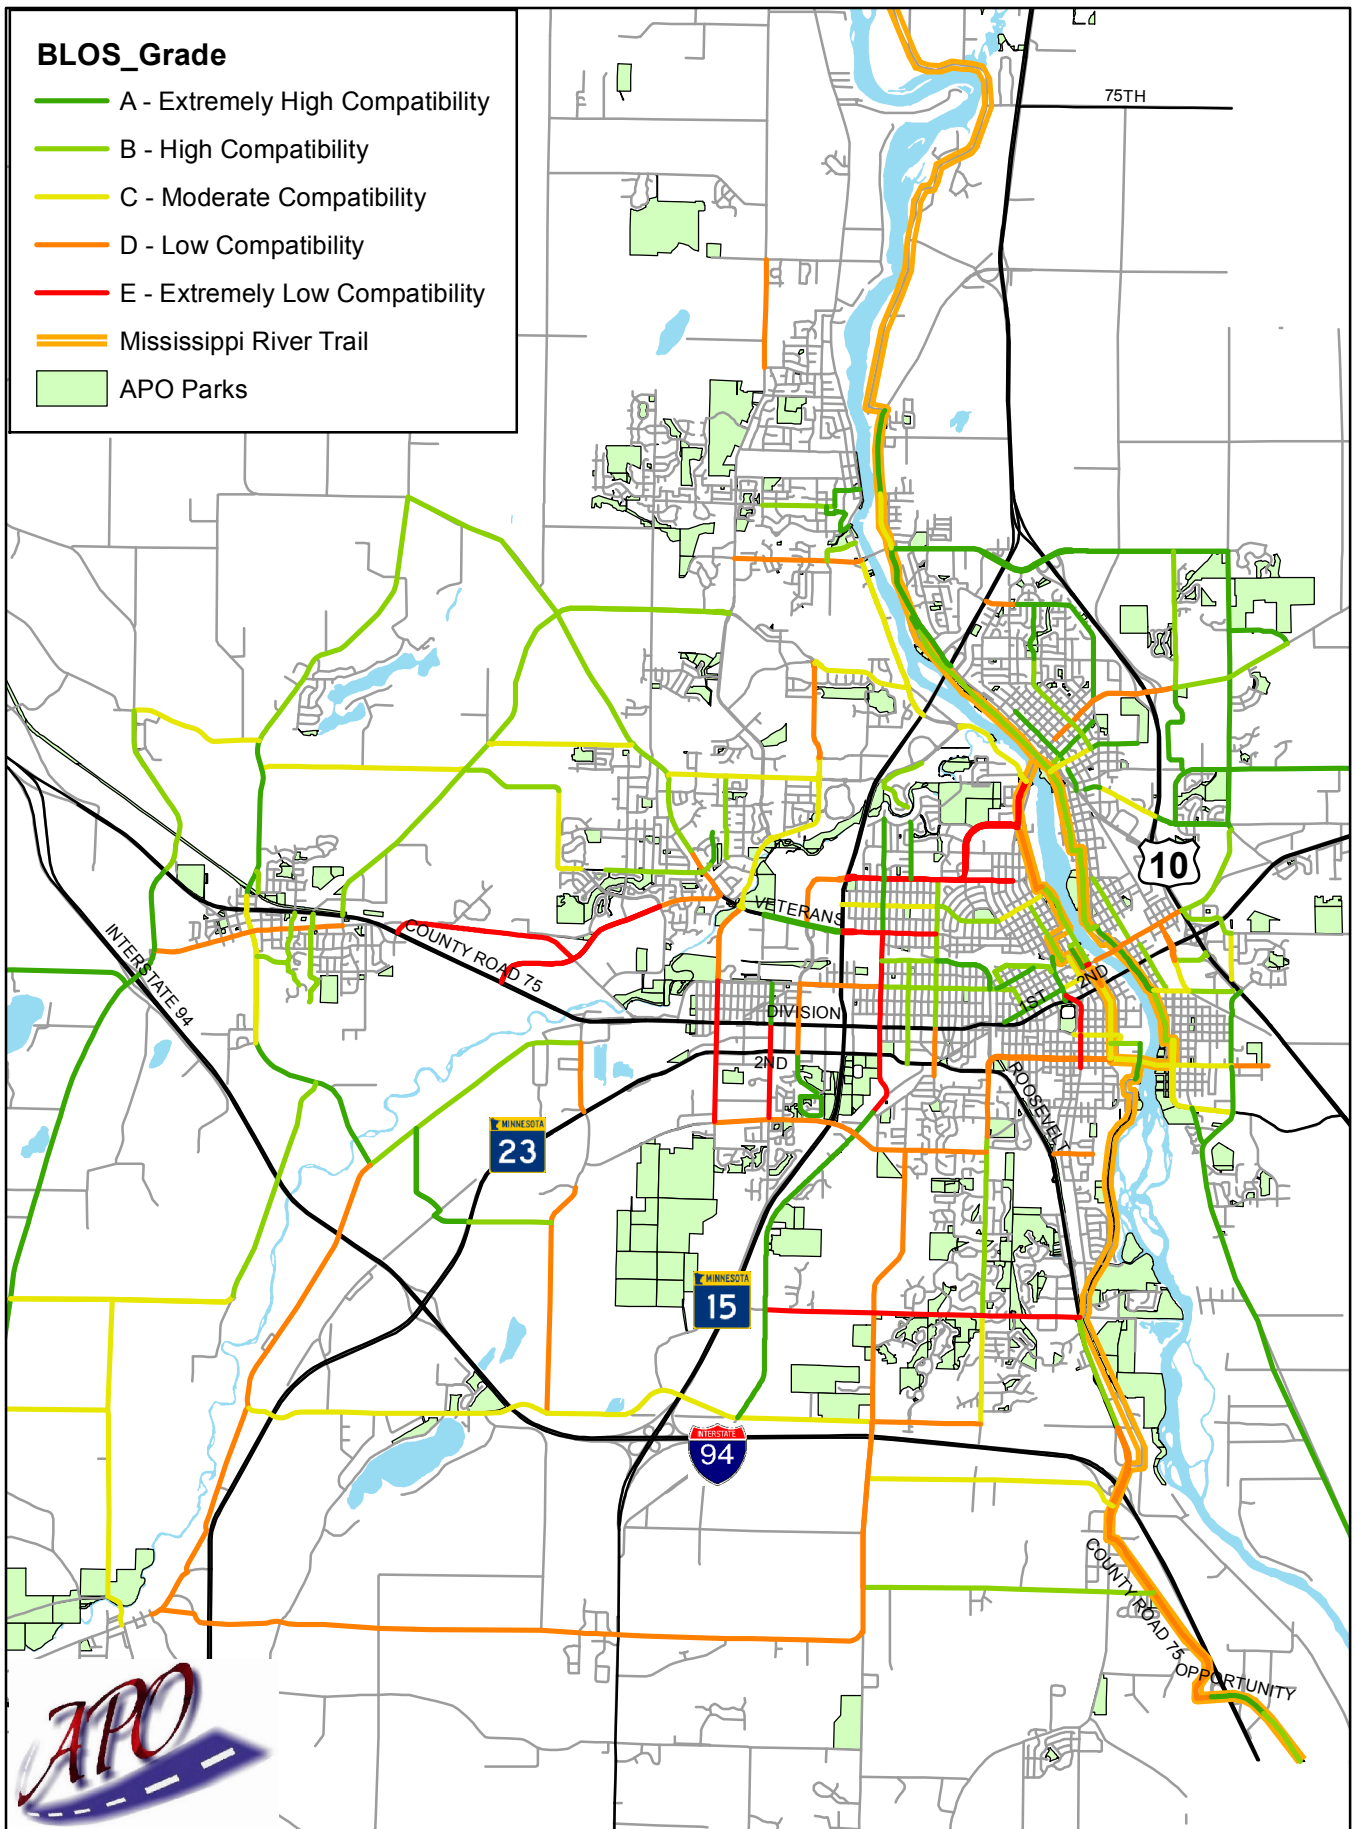 BLOS_Grade
A - Extremely High Compatibility
B - High Compatibility
C - Moderate Compatibility
D - Low Compatibility
E - Extremely Low Compatibility
Mississippi River Trail
APO Parks
75TH
10
VETERANS
COUNTY ROAD 75
INTERSTATE 94
2ND
1ST
DIVISION
2ND
ROOSEVELT
MINNESOTA
23
MINNESOTA
15
INTERSTATE
94
COUNTY ROAD 75
OPPORTUNITY
APO